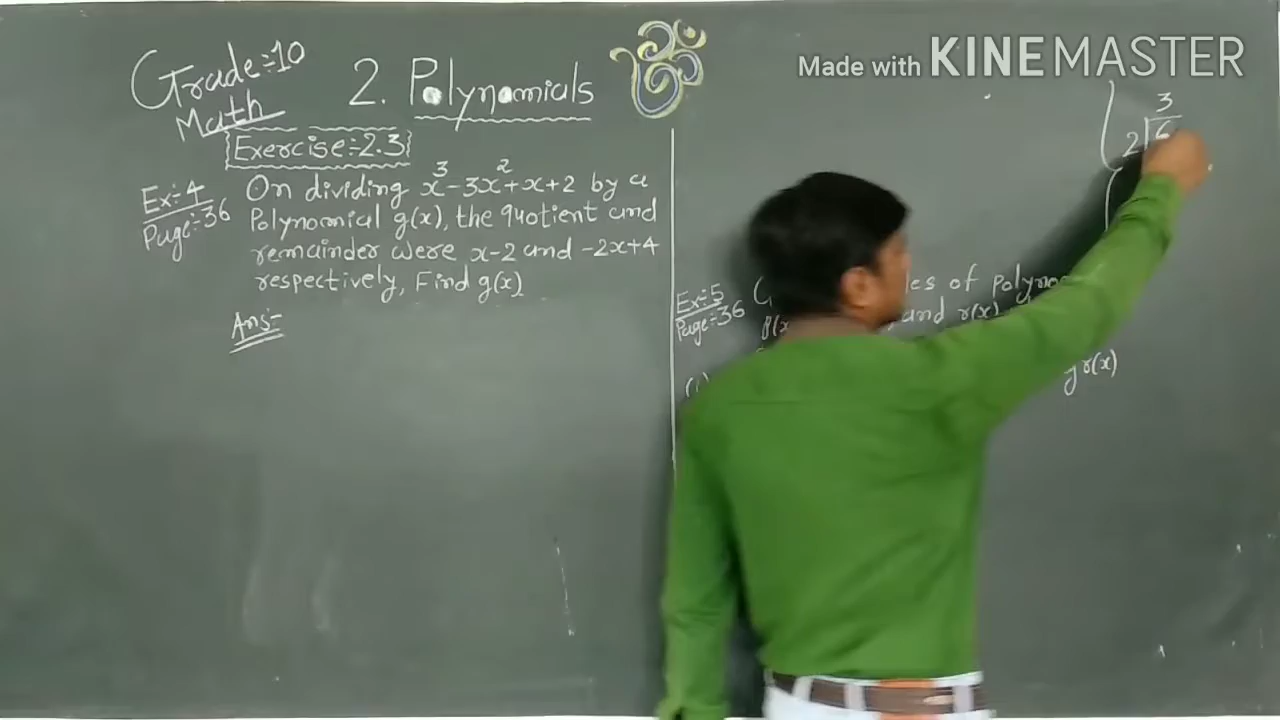 Grade:-10
Math
2. Polynomials
Exercise:-2.3
Ex:-4
Page:-36
On dividing x³-3x²+x+2 by a
Polynomial g(x), the quotient and
remainder were x-2 and -2x+4
respectively, Find g(x)
Ans:-
Made with KINEMASTER
3
2 6
Ex:-5
Page:-36
of
and r(x)
(i)
r(x)